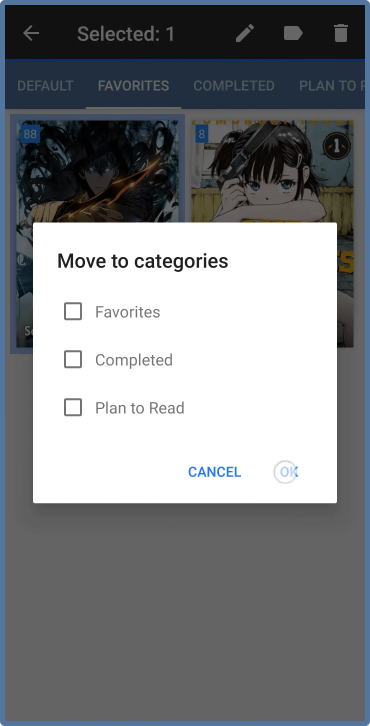 Selected: 1
DEFAULT FAVORITES COMPLETED PLAN TO R
88
8
1
Move to categories
Favorites
Completed
Plan to Read
CANCEL OK